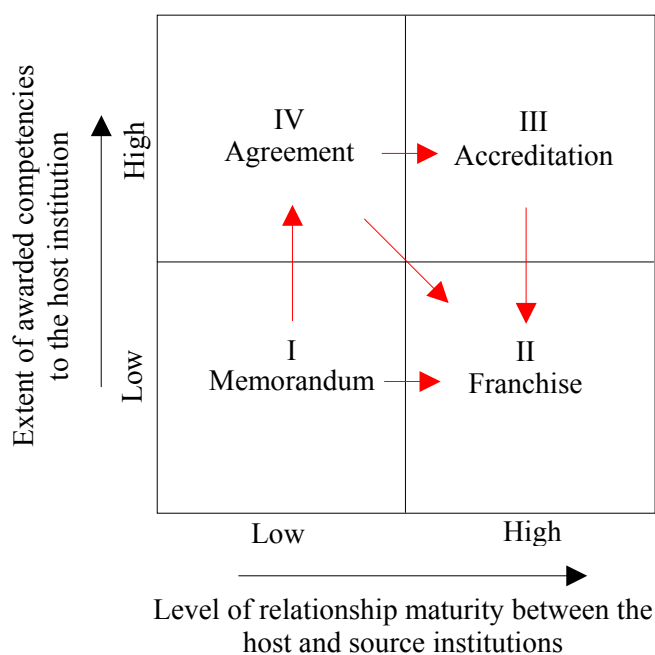 Extent of awarded competencies
to the host institution
High
Low
IV
Agreement
III
Accreditation
I
Memorandum
II
Franchise
Low
High
Level of relationship maturity between the
host and source institutions